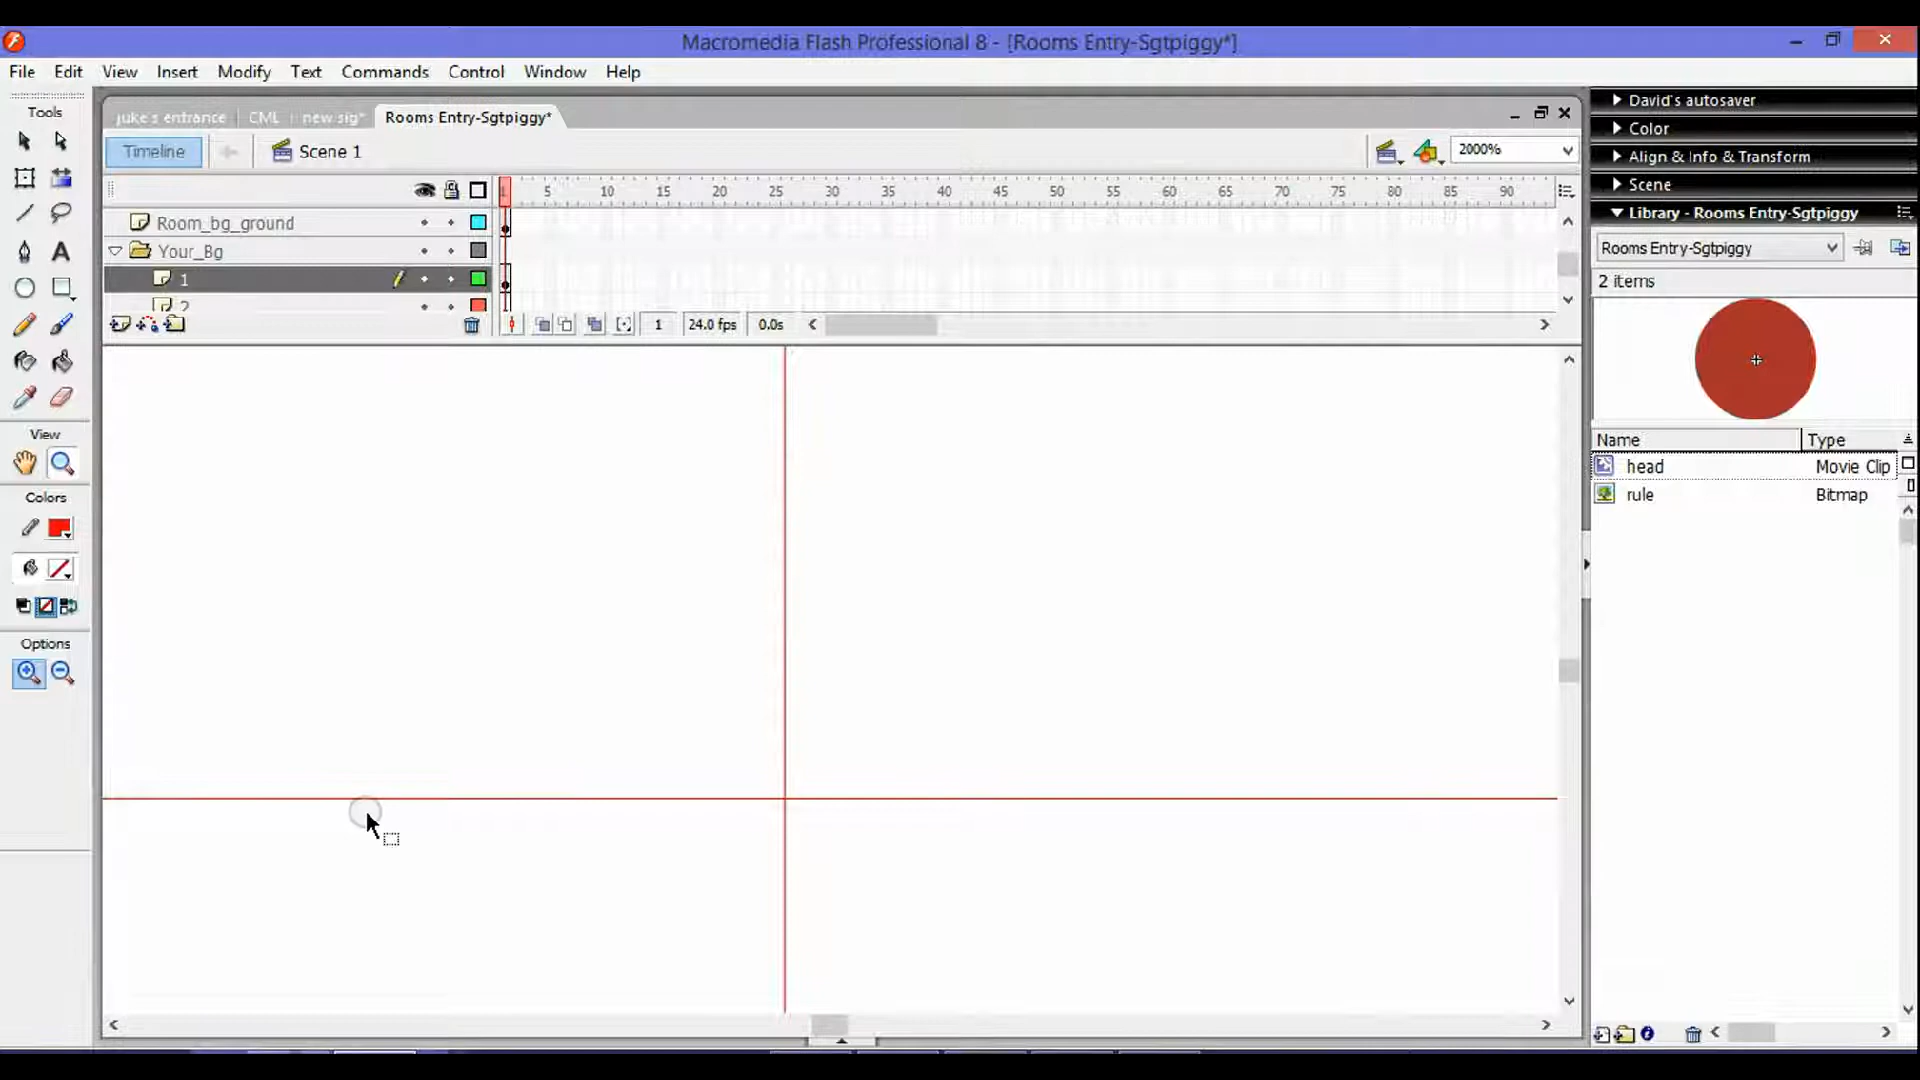 Macromedia Flash Professional 8 - [Rooms Entry-Sgtpiggy*]
File Edit View Insert Modify Text Commands Control Window Help
Tools
juke's entrance CML new sig* Rooms Entry-Sgtpiggy*
Timeline Scene 1 2000%
1 5 10 15 20 25 30 35 40 45 50 55 60 65 70 75 80 85 90
Room_bg_ground
Your_Bg
1
2
1 24.0 fps 0.0s
View
Colors
Options
David's autosaver
Color
Align & Info & Transform
Scene
Library - Rooms Entry-Sgtpiggy
Rooms Entry-Sgtpiggy
2 items
Name Type
head Movie Clip
rule Bitmap